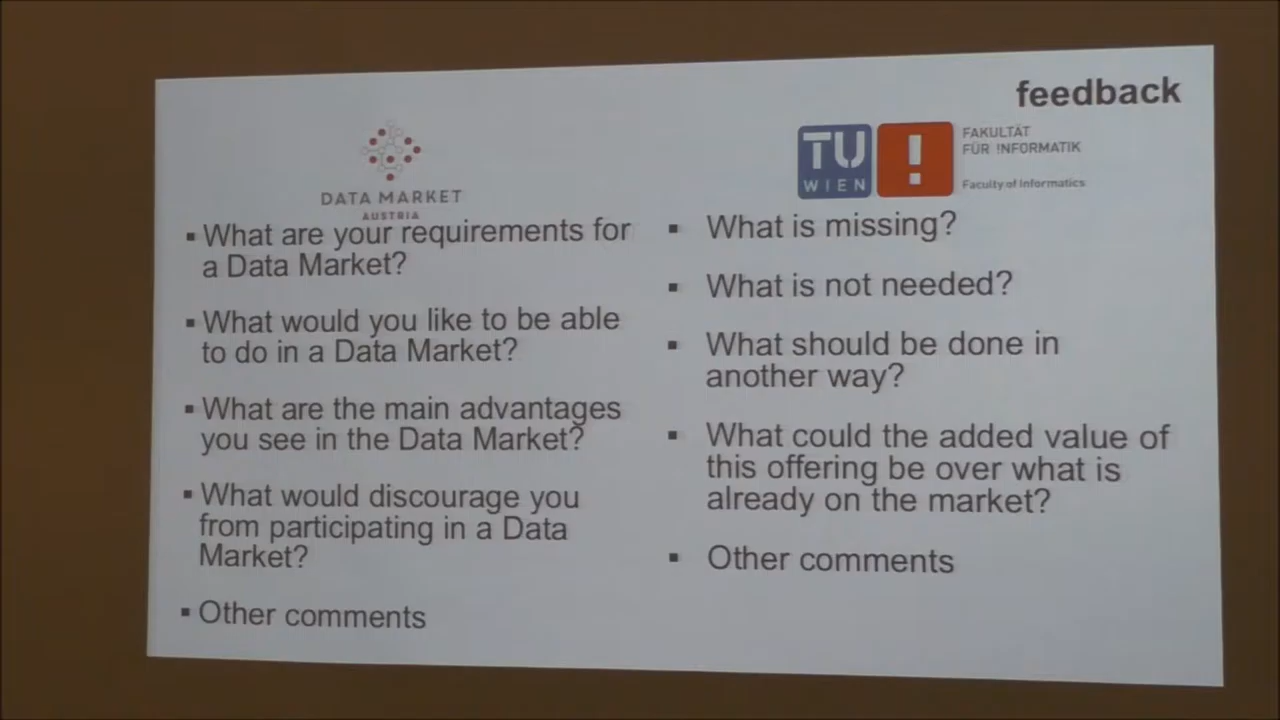 feedback
DATA MARKET
AUSTRIA
What are your requirements for
a Data Market?
What would you like to be able
to do in a Data Market?
What are the main advantages
you see in the Data Market?
What would discourage you
from participating in a Data
Market?
Other comments
TU
WIEN
!
FAKULTÄT
FÜR !NFORMATIK
Faculty of Informatics
What is missing?
What is not needed?
What should be done in
another way?
What could the added value of
this offering be over what is
already on the market?
Other comments